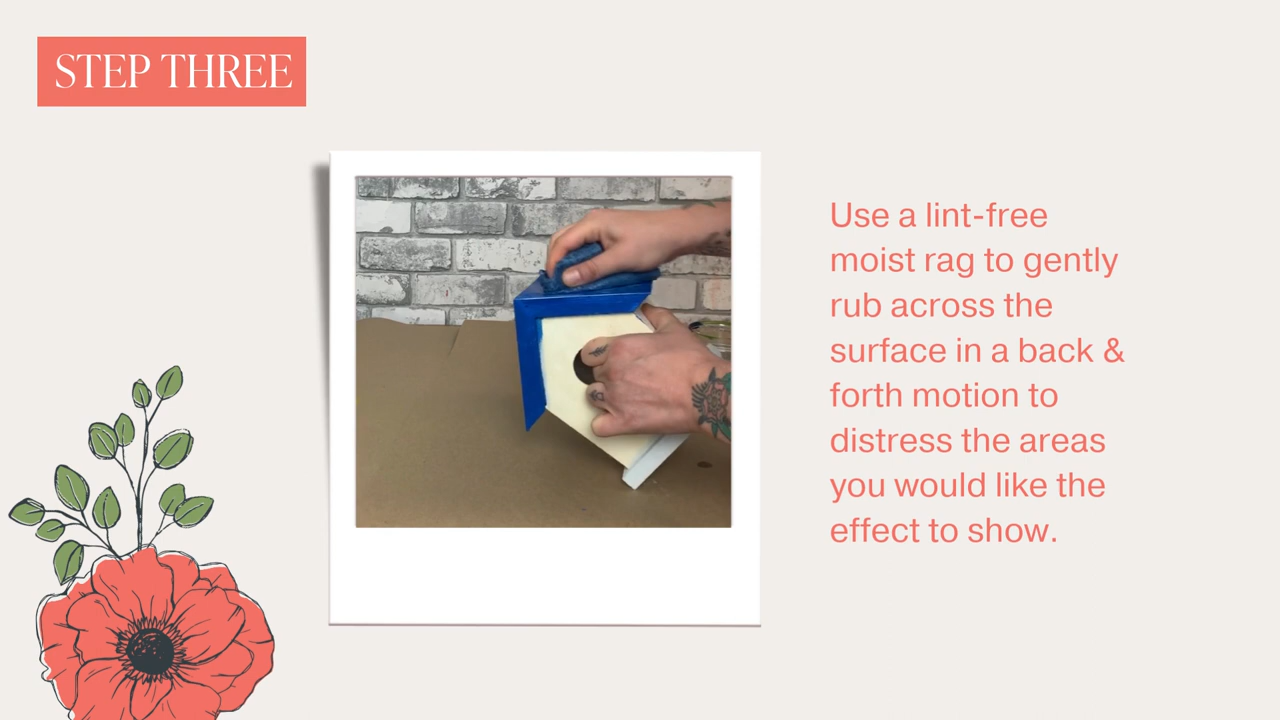 STEP THREE
Use a lint-free
moist rag to gently
rub across the
surface in a back &
forth motion to
distress the areas
you would like the
effect to show.